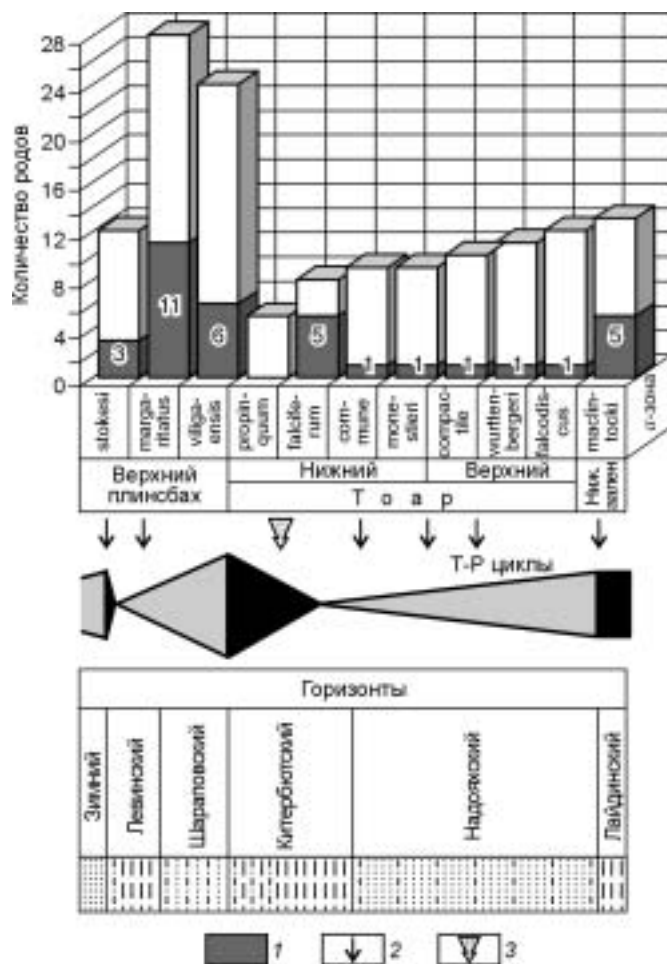 28
24
20
16
12
8
4
0
Количество родов
3
11
6
5
1
1
1
1
1
5
stokesi
marga-
ritatus
viliga-
ensis
propin-
quum
falcife-
rum
com-
mune
mone-
stieri
compac-
tile
wurtten-
bergeri
falcodis-
cus
maclin-
tocki
α-зона
Верхний
плинсбах
Нижний
Верхний
Тоар
Ниж.
аален
Т-Р циклы
Горизонты
Зимний
Левинский
Шараповский
Китербютский
Надояхский
Лайдинский
1
2
3